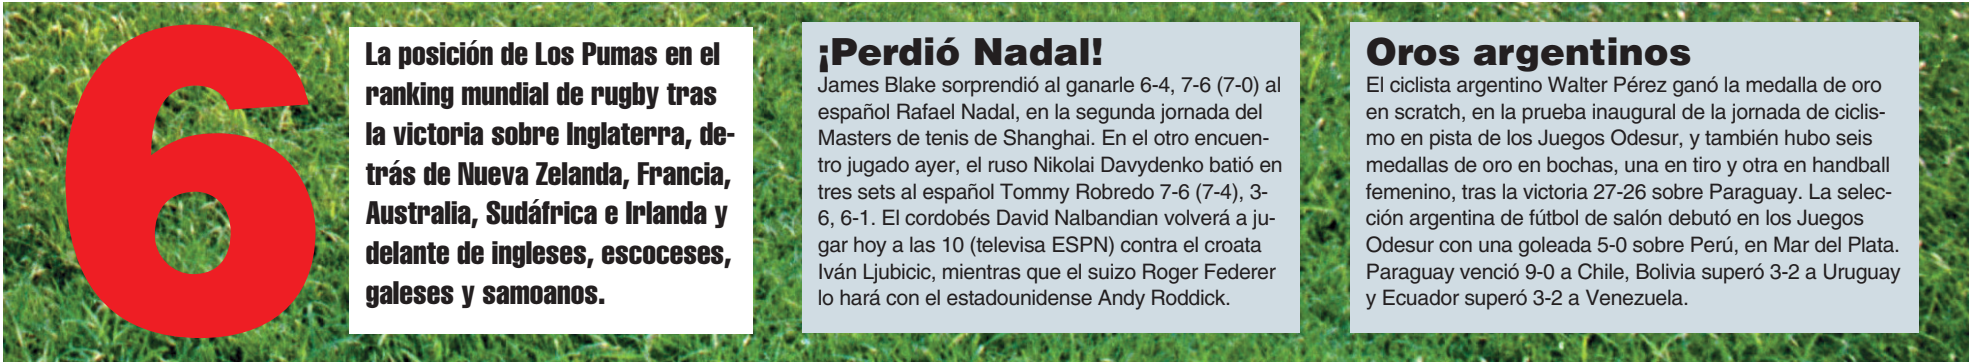 6
La posición de Los Pumas en el
ranking mundial de rugby tras
la victoria sobre Inglaterra, de-
trás de Nueva Zelanda, Francia,
Australia, Sudáfrica e Irlanda y
delante de ingleses, escoceses,
galeses y samoanos.
¡Perdió Nadal!
James Blake sorprendió al ganarle 6-4, 7-6 (7-0) al
español Rafael Nadal, en la segunda jornada del
Masters de tenis de Shanghai. En el otro encuen-
tro jugado ayer, el ruso Nikolai Davydenko batió en
tres sets al español Tommy Robredo 7-6 (7-4), 3-
6, 6-1. El cordobés David Nalbandian volverá a ju-
gar hoy a las 10 (televisa ESPN) contra el croata
Iván Ljubicic, mientras que el suizo Roger Federer
lo hará con el estadounidense Andy Roddick.
Oros argentinos
El ciclista argentino Walter Pérez ganó la medalla de oro
en scratch, en la prueba inaugural de la jornada de ciclis-
mo en pista de los Juegos Odesur, y también hubo seis
medallas de oro en bochas, una en tiro y otra en handball
femenino, tras la victoria 27-26 sobre Paraguay. La selec-
ción argentina de fútbol de salón debutó en los Juegos
Odesur con una goleada 5-0 sobre Perú, en Mar del Plata.
Paraguay venció 9-0 a Chile, Bolivia superó 3-2 a Uruguay
y Ecuador superó 3-2 a Venezuela.